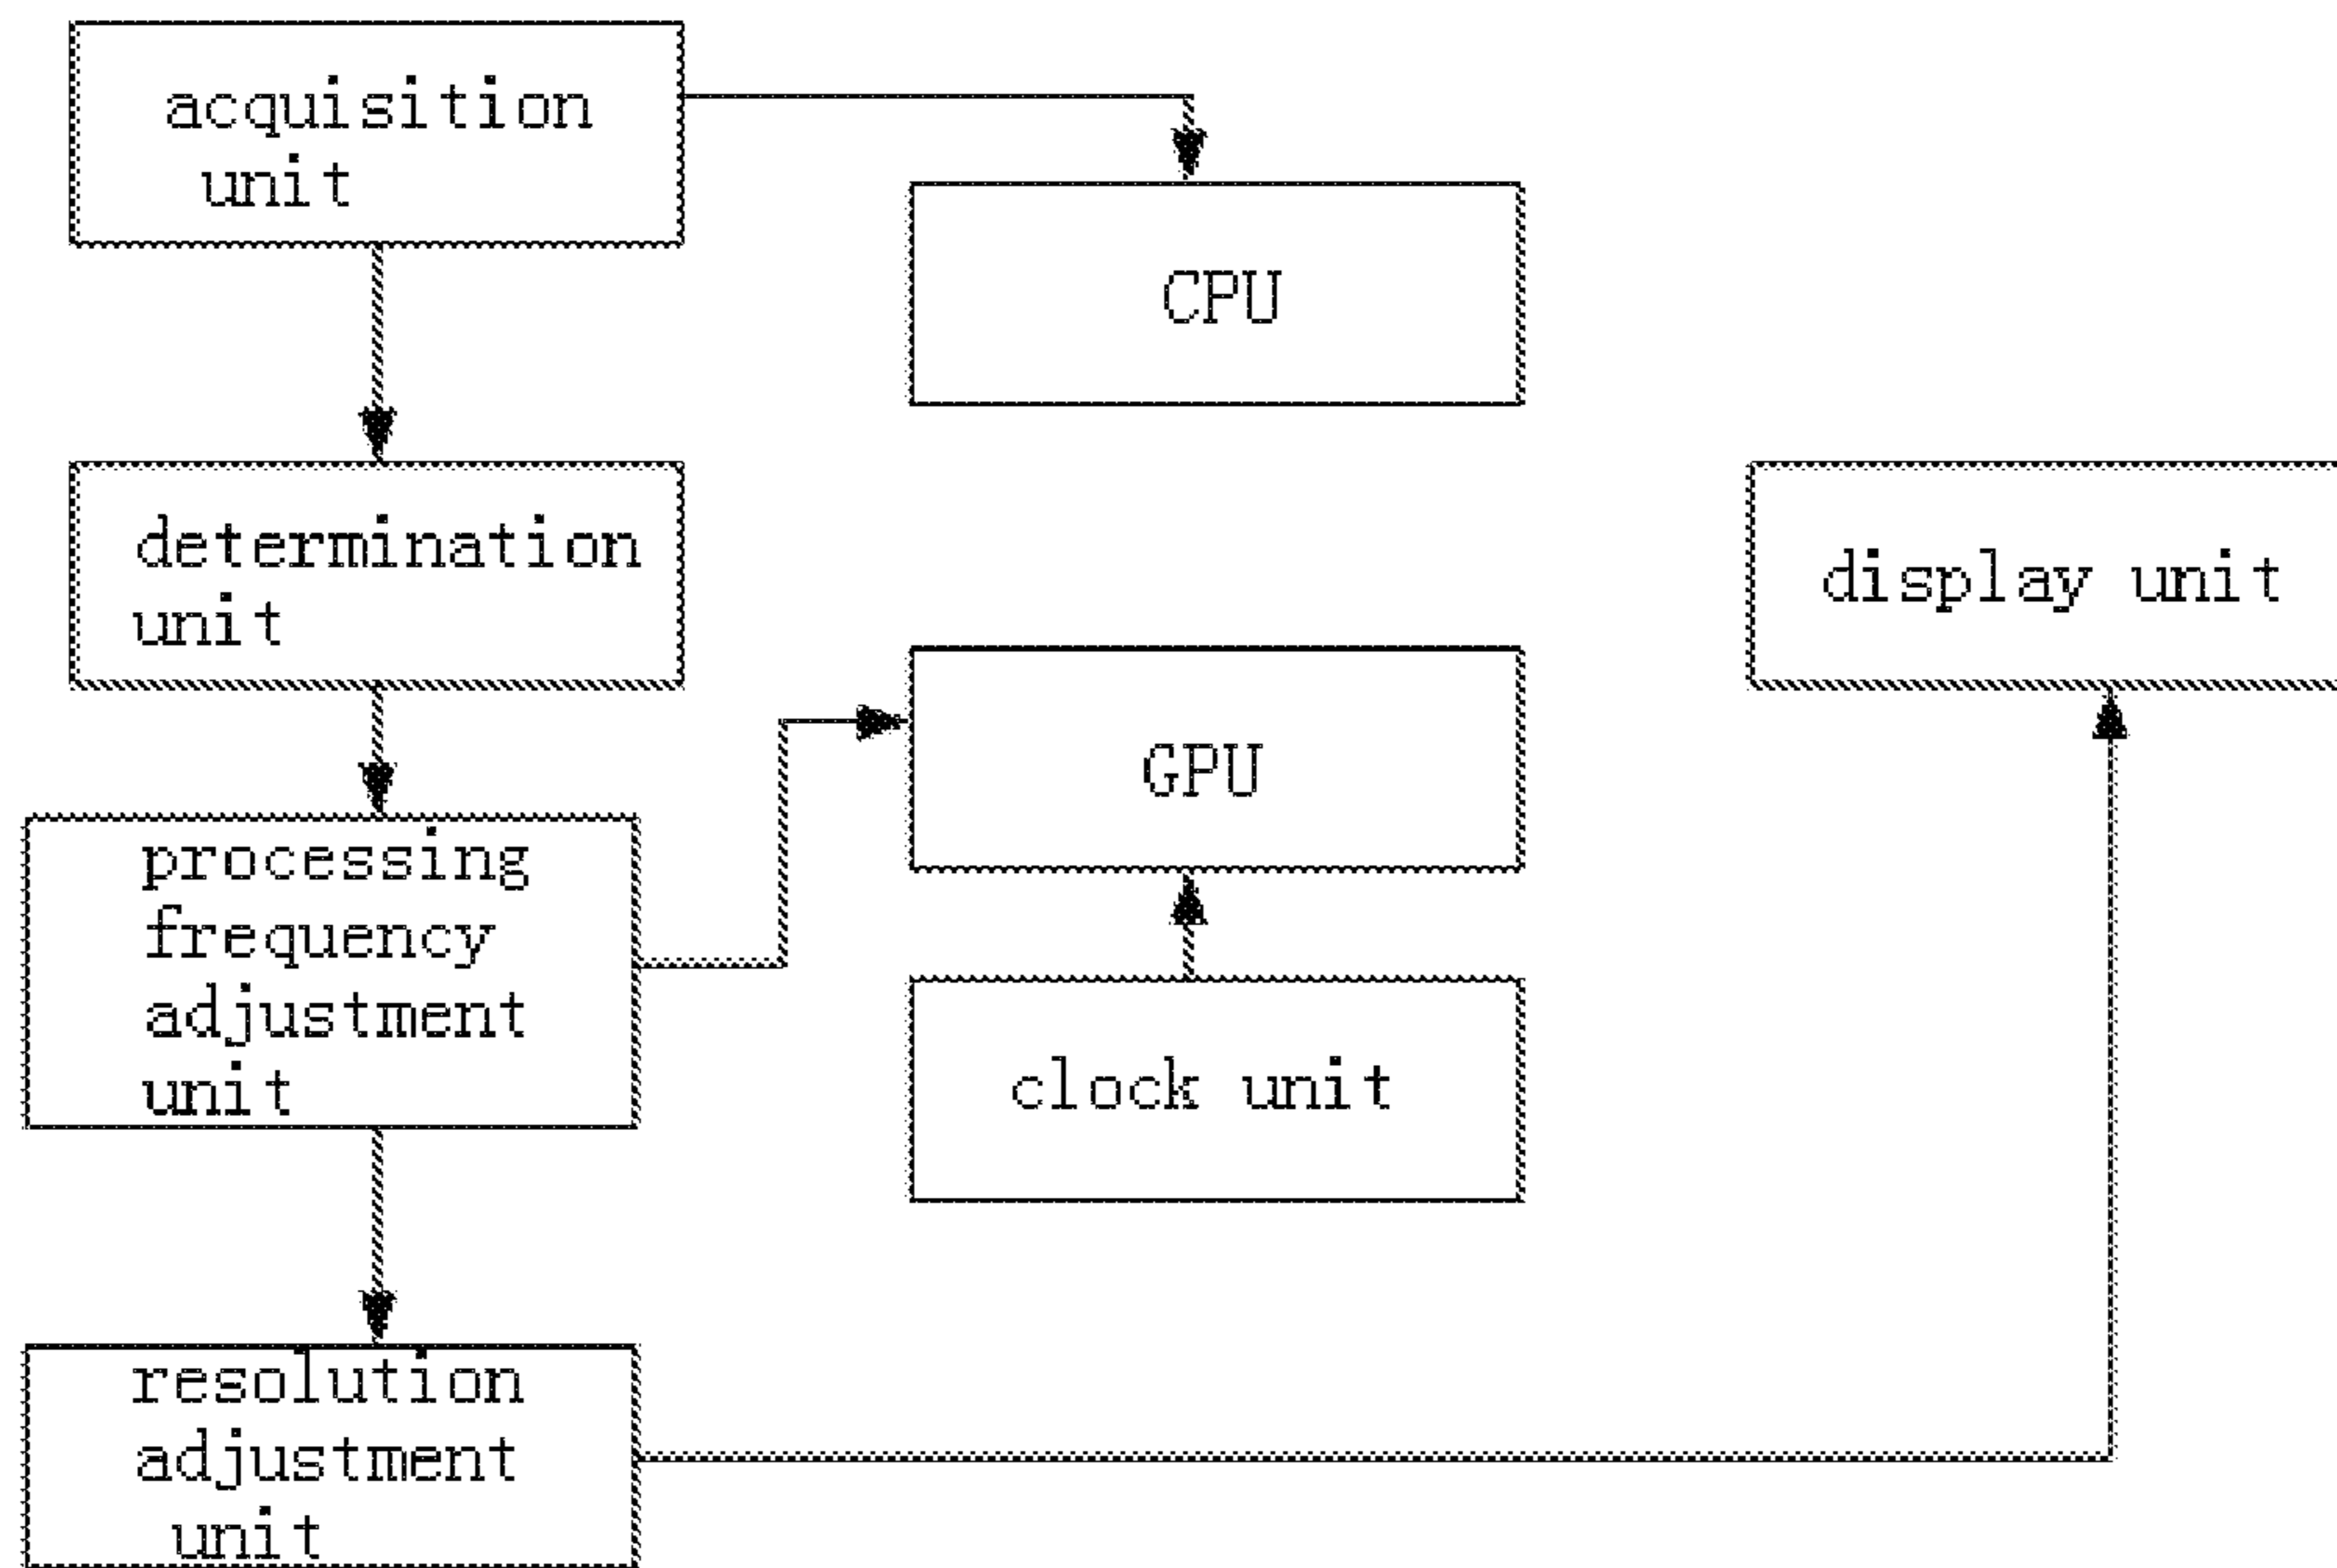 acquisition
unit
CPU
determination
unit
display unit
GPU
processing
frequency
adjustment
unit
clock unit
resolution
adjustment
unit